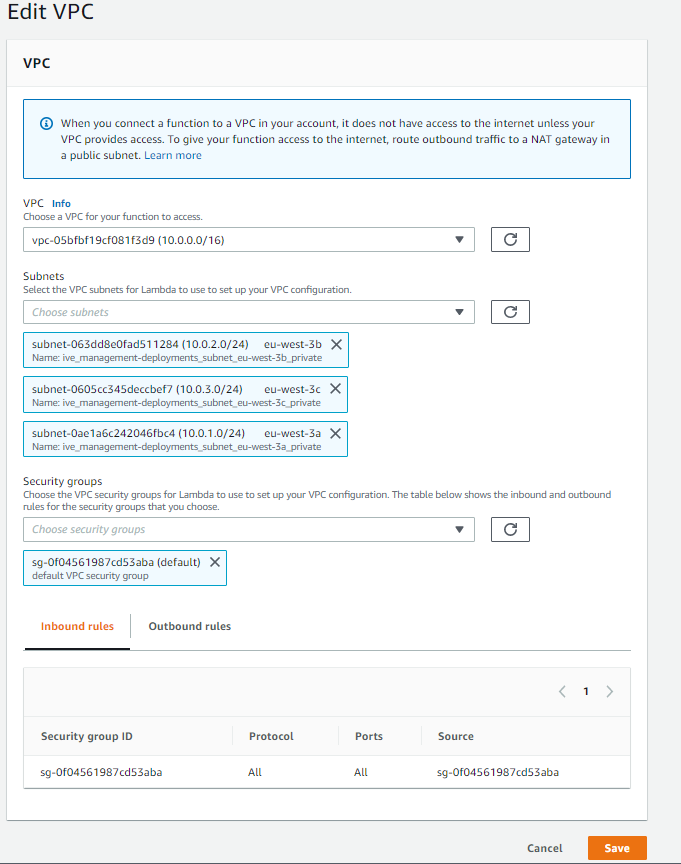 Edit VPC
VPC
When you connect a function to a VPC in your account, it does not have access to the internet unless your
VPC provides access. To give your function access to the internet, route outbound traffic to a NAT gateway in
a public subnet. Learn more
VPC Info
Choose a VPC for your function to access.
vpc-05bfbf19cf081f3d9 (10.0.0.0/16)
Subnets
Select the VPC subnets for Lambda to use to set up your VPC configuration.
Choose subnets
subnet-063dd8e0fad511284 (10.0.2.0/24) eu-west-3b
Name: ive_management-deployments_subnet_eu-west-3b_private
subnet-0605cc345deccbef7 (10.0.3.0/24) eu-west-3c
Name: ive_management-deployments_subnet_eu-west-3c_private
subnet-0ae1a6c242046fbc4 (10.0.1.0/24) eu-west-3a
Name: ive_management-deployments_subnet_eu-west-3a_private
Security groups
Choose the VPC security groups for Lambda to use to set up your VPC configuration. The table below shows the inbound and outbound
rules for the security groups that you choose.
Choose security groups
sg-0f04561987cd53aba (default)
default VPC security group
Inbound rules Outbound rules
1
Security group ID Protocol Ports Source
sg-0f04561987cd53aba All All sg-0f04561987cd53aba
Cancel Save